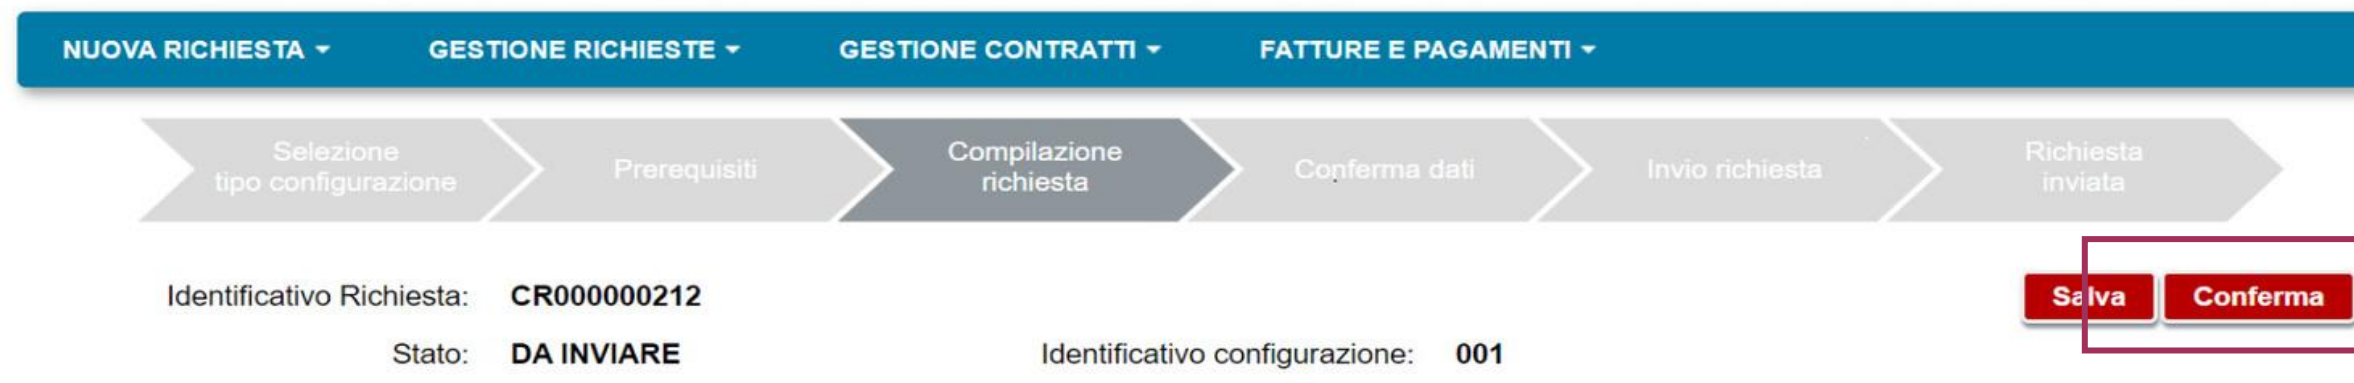 NUOVA RICHIESTA GESTIONE RICHIESTE GESTIONE CONTRATTI FATTURE E PAGAMENTI
Selezione
tipo configurazione
Prerequisiti
Compilazione
richiesta
Conferma dati
Invio richiesta
Richiesta
inviata
Identificativo Richiesta: CR000000212
Salva Conferma
Stato: DA INVIARE Identificativo configurazione: 001